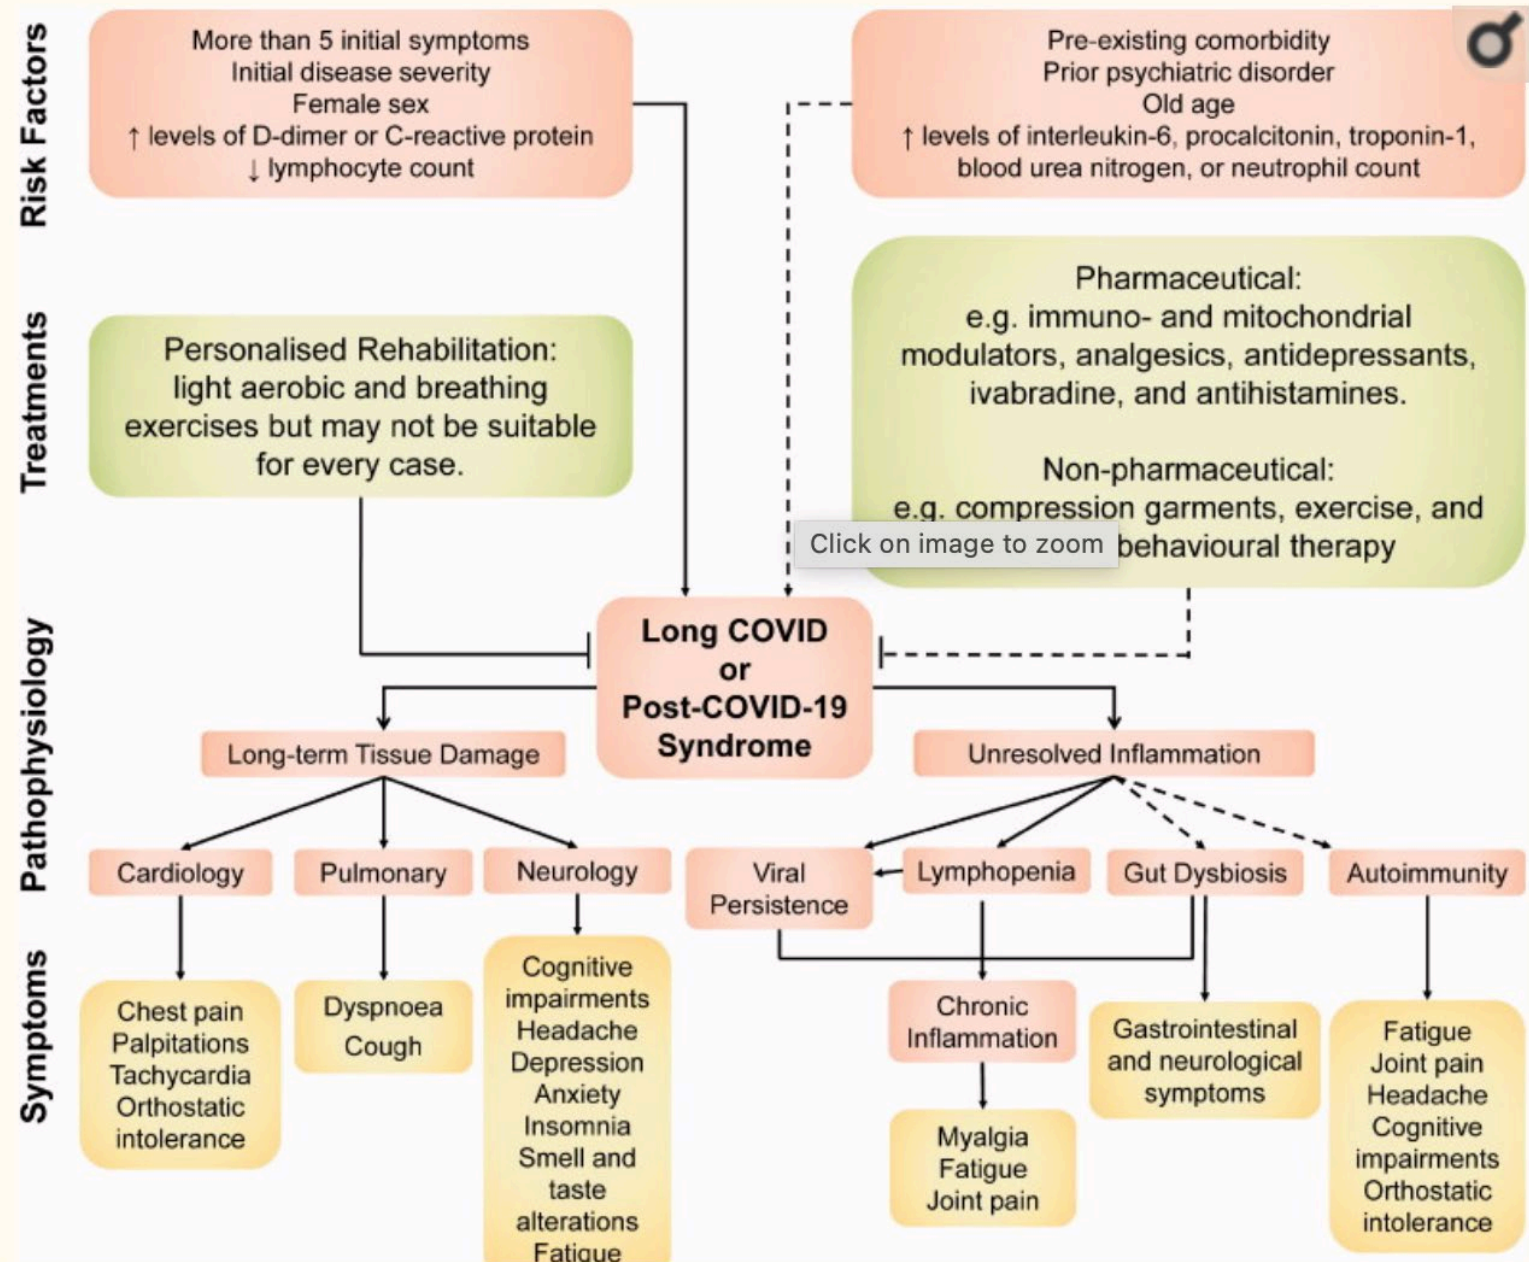 Risk Factors
More than 5 initial symptoms
Initial disease severity
Female sex
↑ levels of D-dimer or C-reactive protein
↓ lymphocyte count
Pre-existing comorbidity
Prior psychiatric disorder
Old age
↑ levels of interleukin-6, procalcitonin, troponin-1,
blood urea nitrogen, or neutrophil count
Treatments
Personalised Rehabilitation:
light aerobic and breathing
exercises but may not be suitable
for every case.
Pharmaceutical:
e.g. immuno- and mitochondrial
modulators, analgesics, antidepressants,
ivabradine, and antihistamines.
Non-pharmaceutical:
e.g. compression garments, exercise, and
behavioural therapy
Click on image to zoom
Pathophysiology
Long COVID
or
Post-COVID-19
Syndrome
Long-term Tissue Damage
Unresolved Inflammation
Cardiology
Pulmonary
Neurology
Viral
Persistence
Lymphopenia
Gut Dysbiosis
Autoimmunity
Symptoms
Chest pain
Palpitations
Tachycardia
Orthostatic
intolerance
Dyspnoea
Cough
Cognitive
impairments
Headache
Depression
Anxiety
Insomnia
Smell and
taste
alterations
Fatigue
Chronic
Inflammation
Myalgia
Fatigue
Joint pain
Gastrointestinal
and neurological
symptoms
Fatigue
Joint pain
Headache
Cognitive
impairments
Orthostatic
intolerance